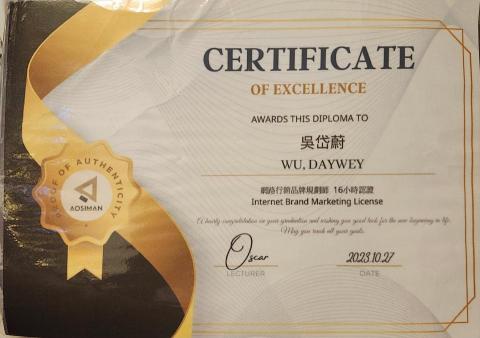 CERTIFICATE
OF EXCELLENCE
AWARDS THIS DIPLOMA TO
吳岱蔚
WU, DAYWEY
網路行銷品牌規劃師 16小時認證
Internet Brand Marketing License
A hearty congratulation on your graduation and wishing you good luck for the new beginning in life.
May you reach all your goals.
PROOF OF AUTHENTICITY
AOSIMAN
Oscar
2023.10.27
LECTURER
DATE